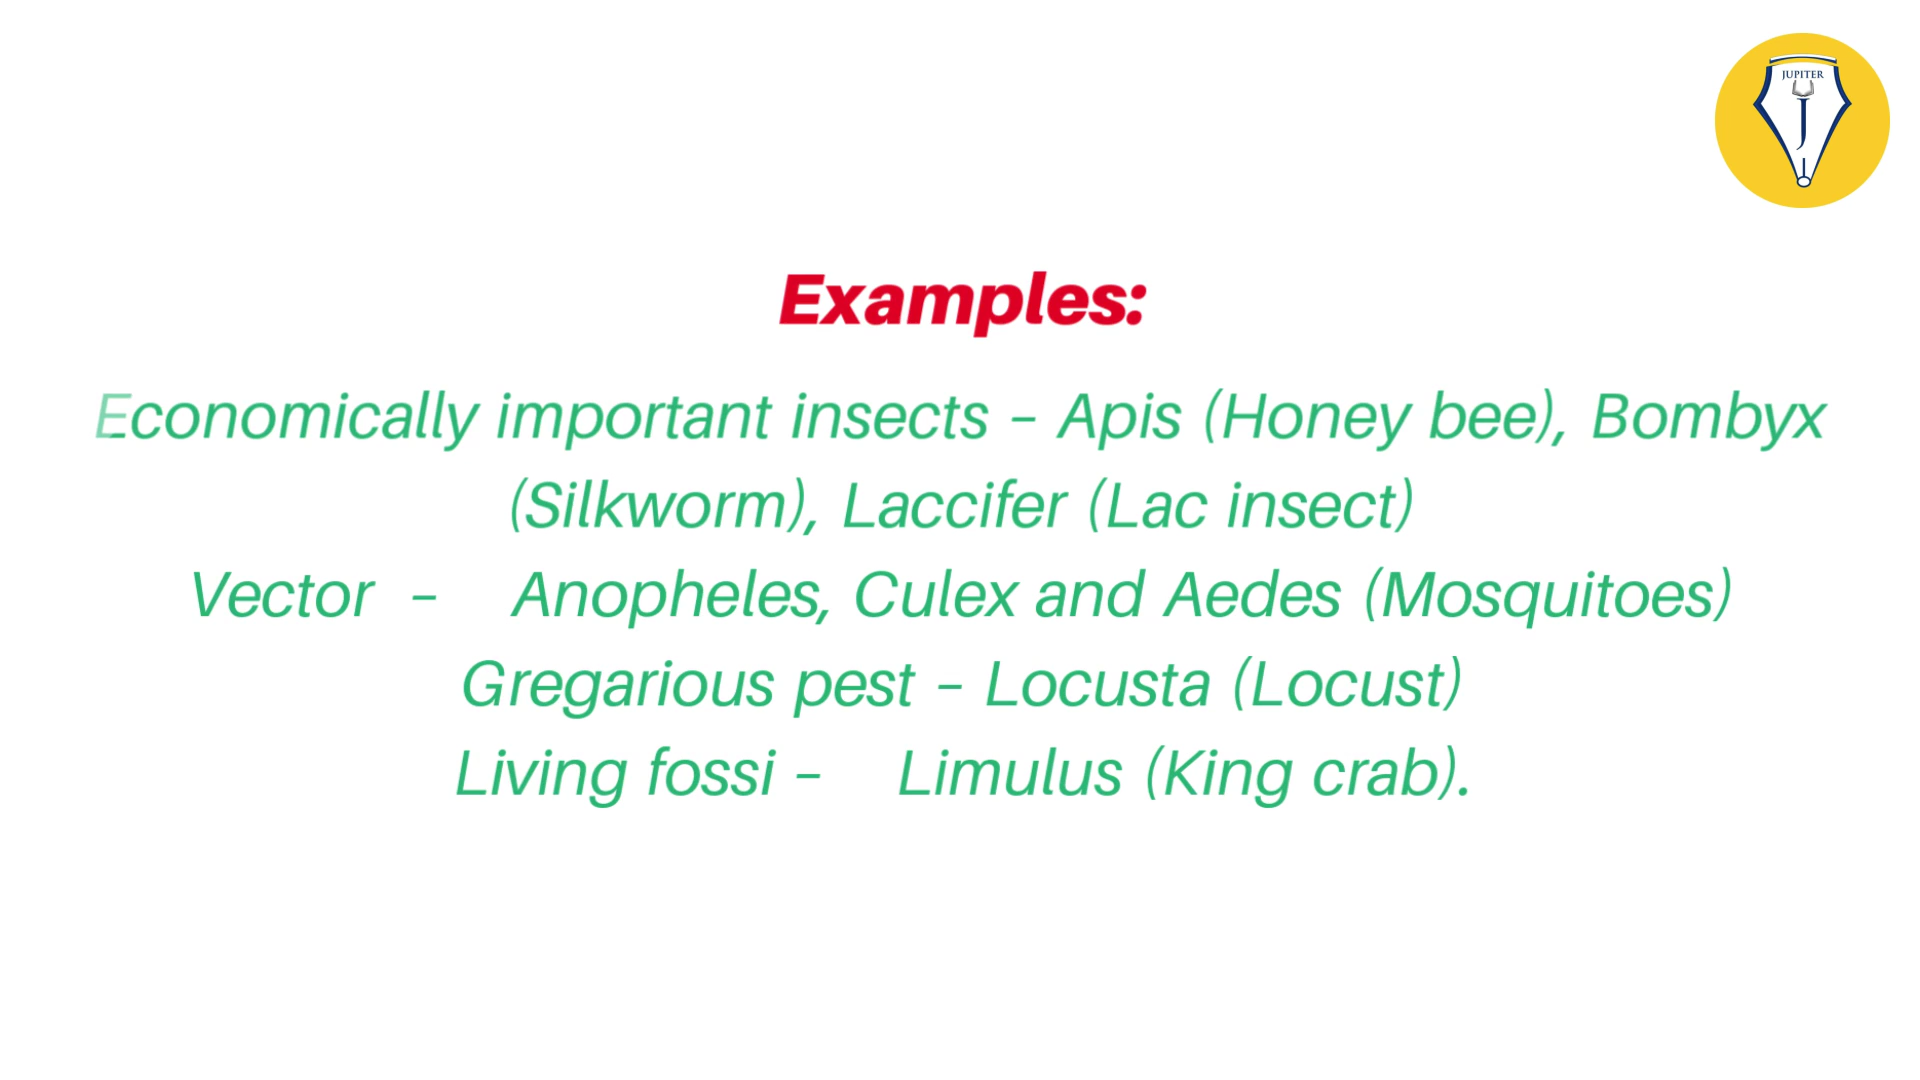 JUPITER
J
Examples:
Economically important insects – Apis (Honey bee), Bombyx
(Silkworm), Laccifer (Lac insect)
Vector – Anopheles, Culex and Aedes (Mosquitoes)
Gregarious pest – Locusta (Locust)
Living fossi – Limulus (King crab).